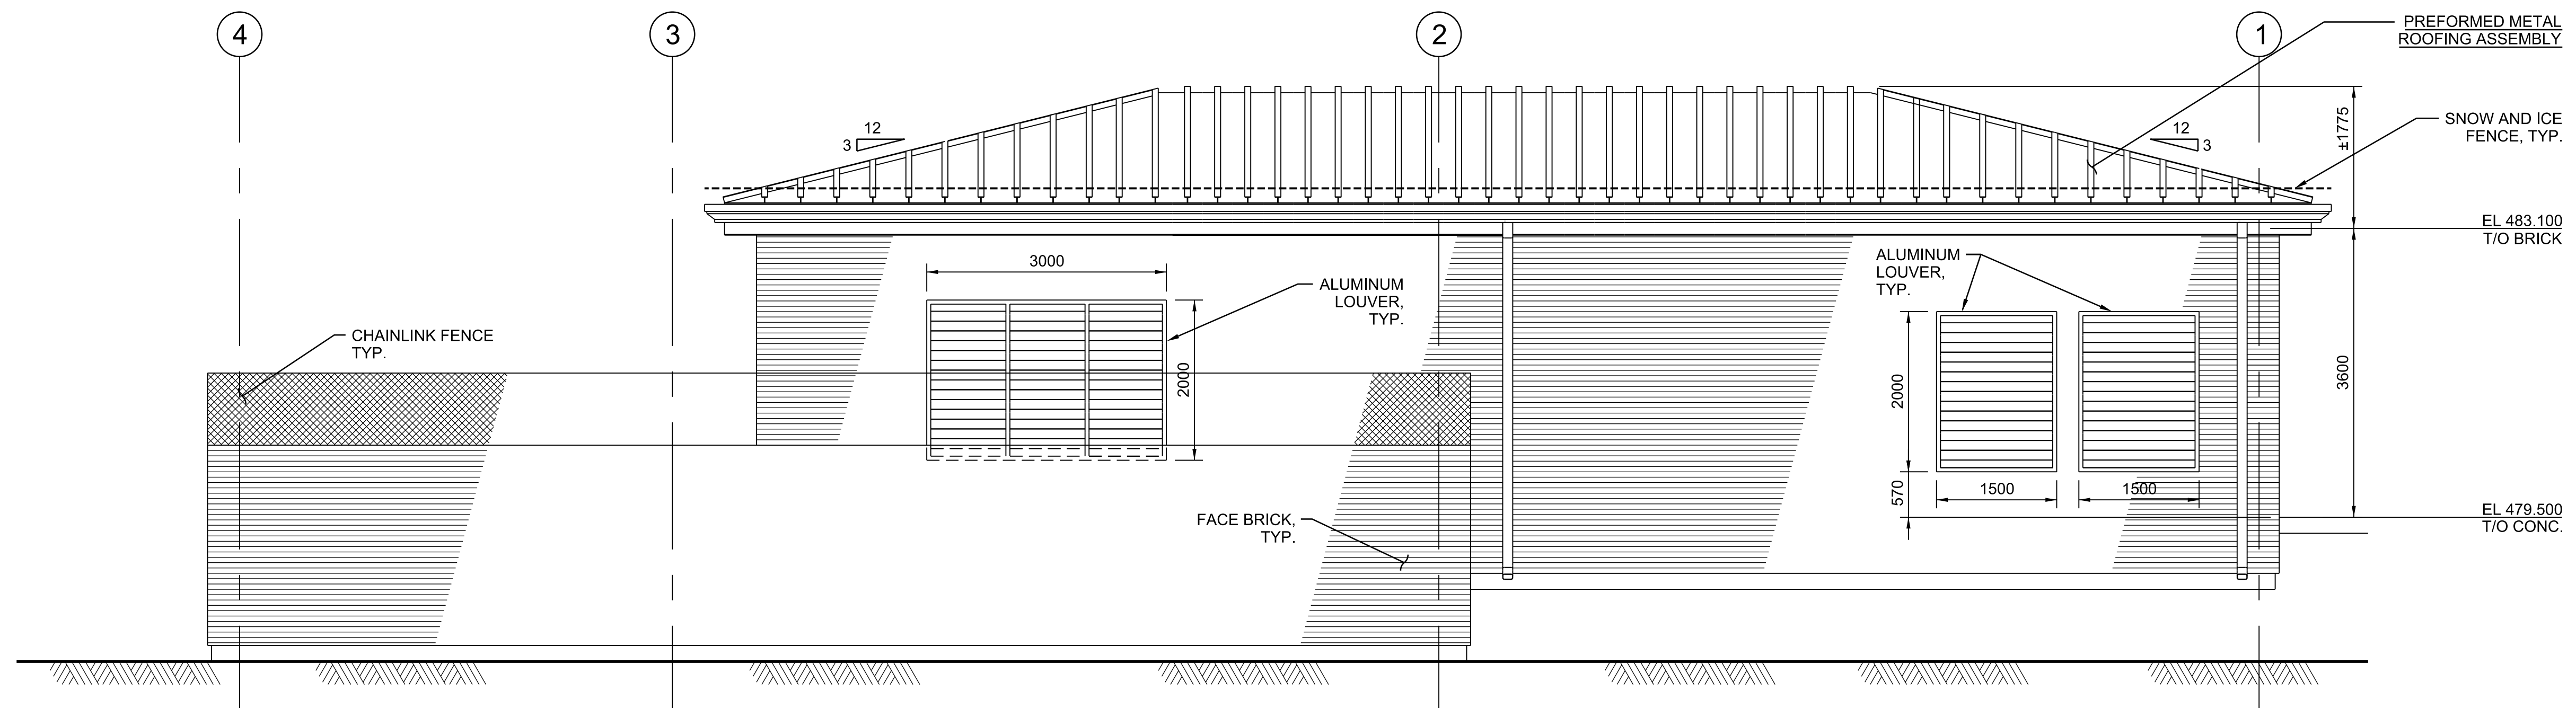 4
3
2
1
PREFORMED METAL
ROOFING ASSEMBLY
12
3
12
3
±1775
SNOW AND ICE
FENCE, TYP.
EL 483.100
T/O BRICK
3000
ALUMINUM
LOUVER,
TYP.
2000
ALUMINUM
LOUVER,
TYP.
CHAINLINK FENCE
TYP.
2000
3600
570
1500
1500
FACE BRICK,
TYP.
EL 479.500
T/O CONC.